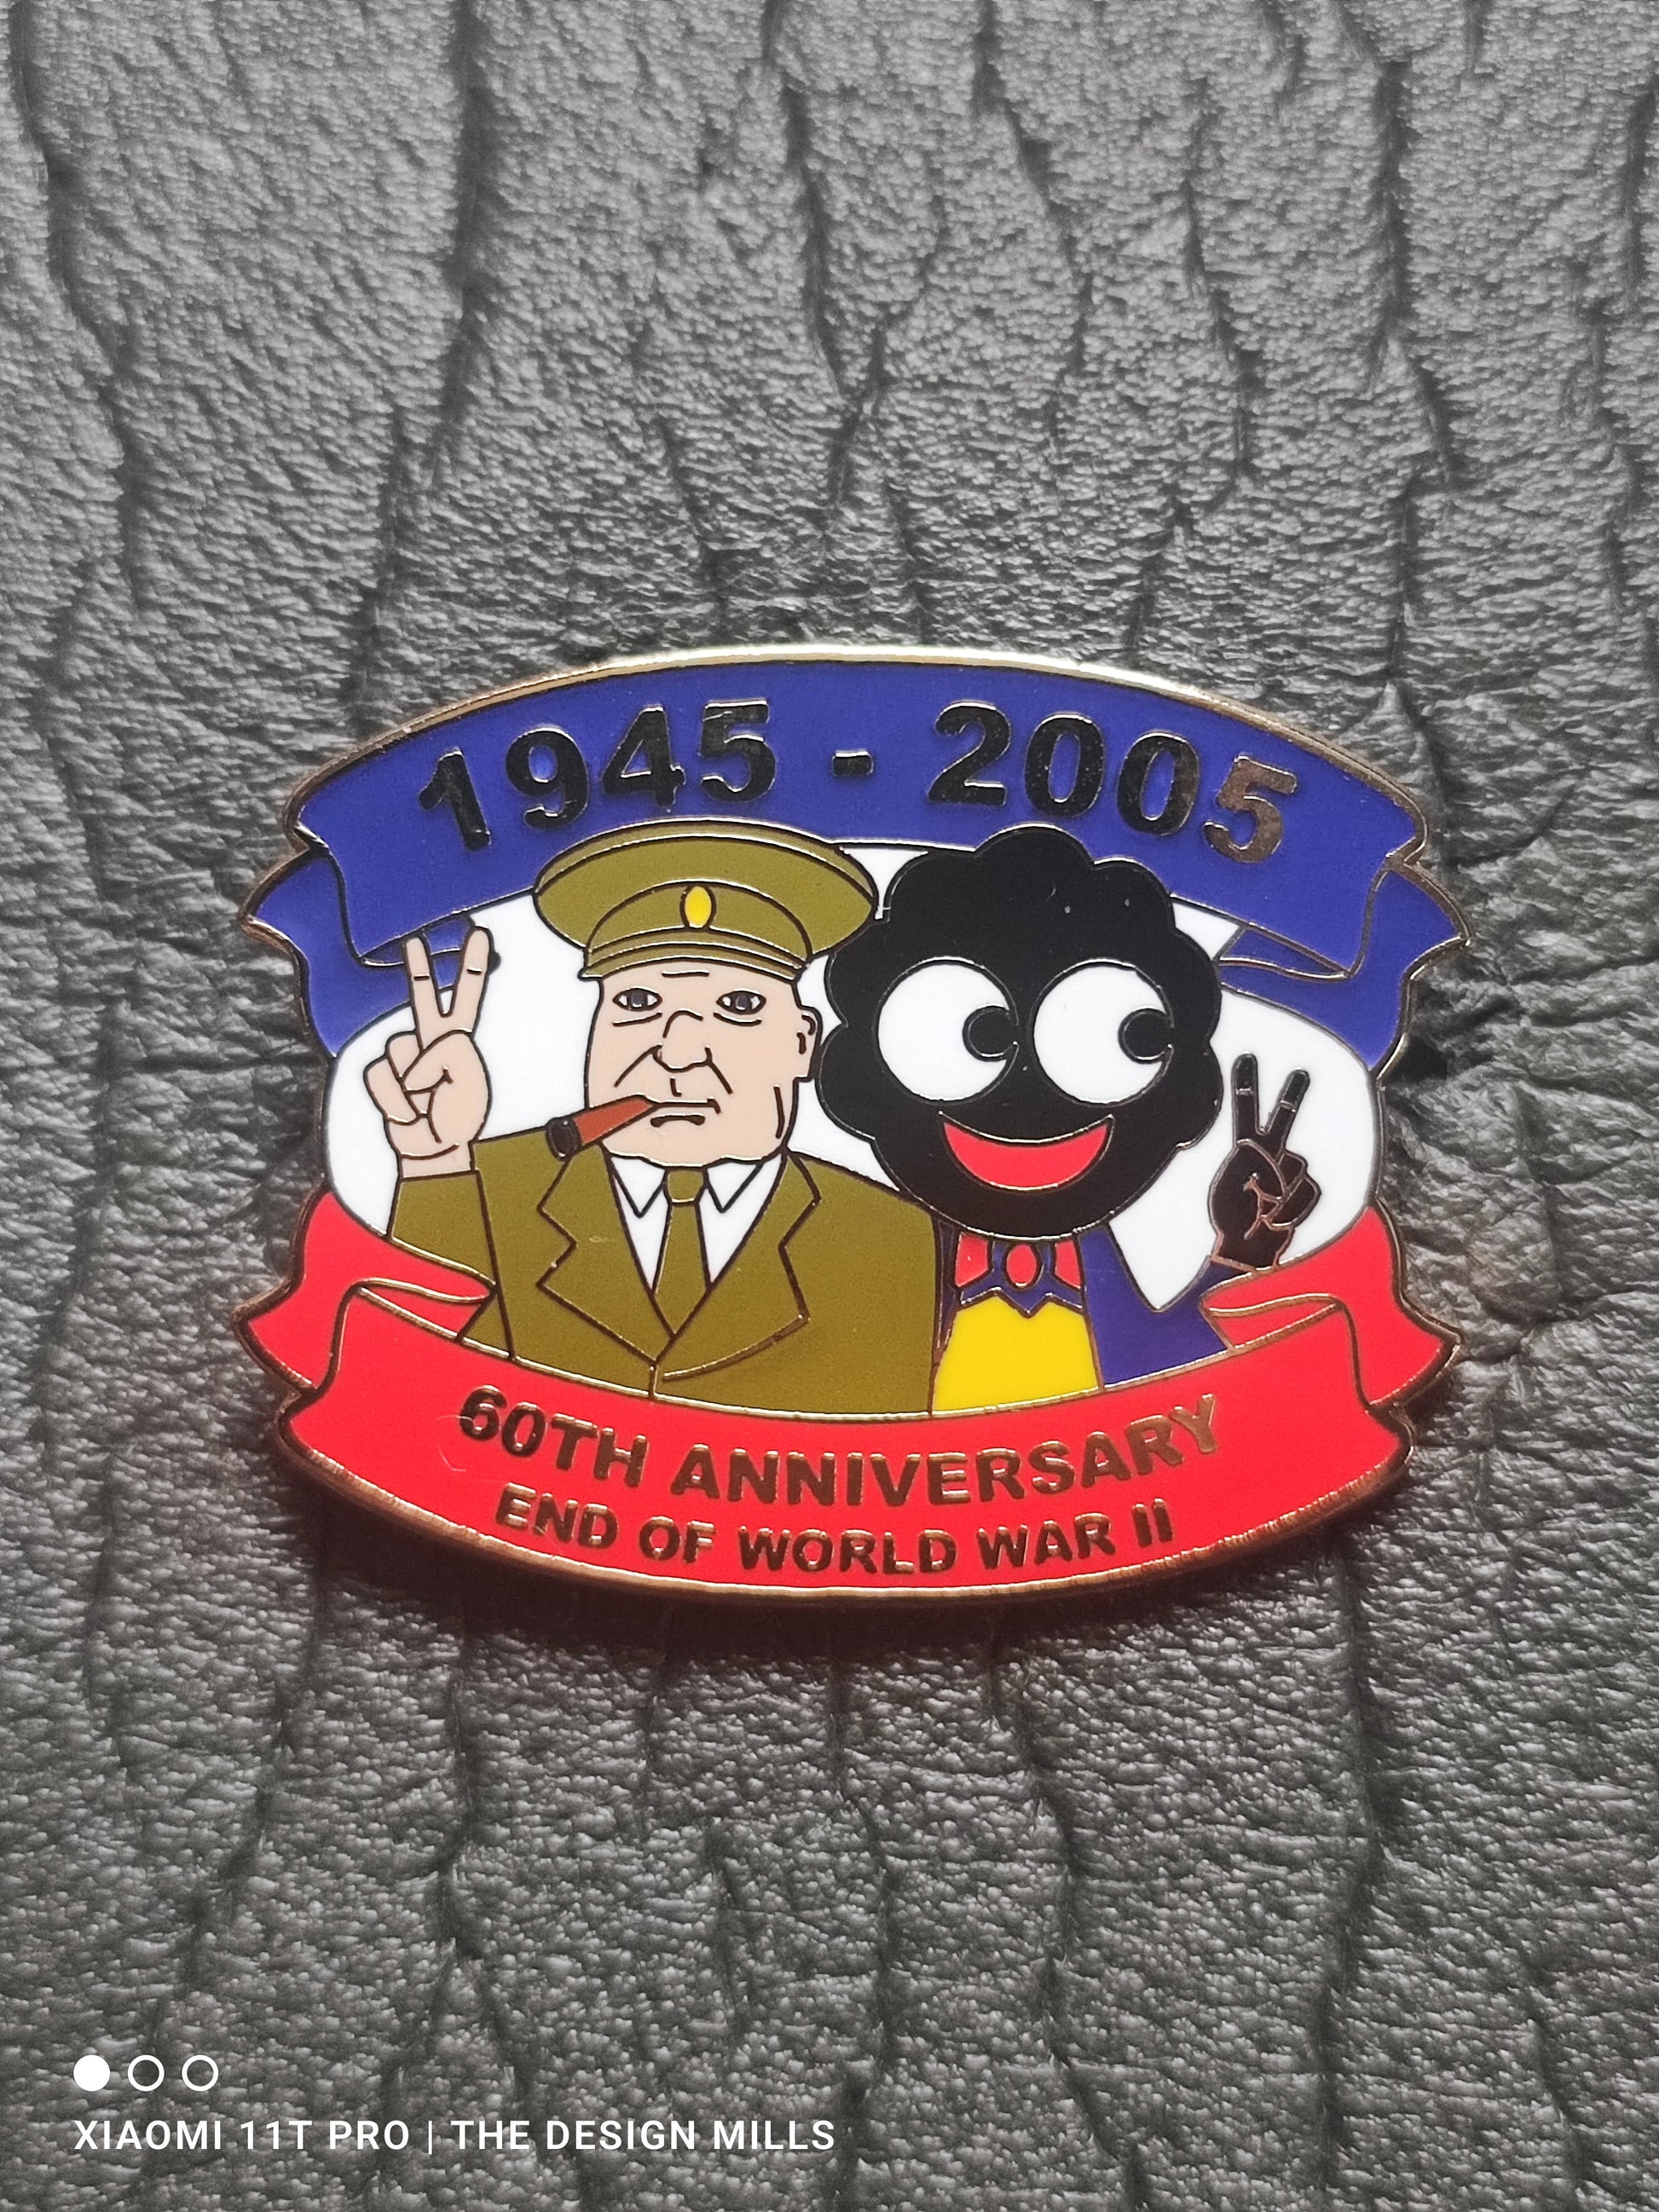 1945 - 2005
60TH ANNIVERSARY
END OF WORLD WAR II
XIAOMI 11T PRO | THE DESIGN MILLS